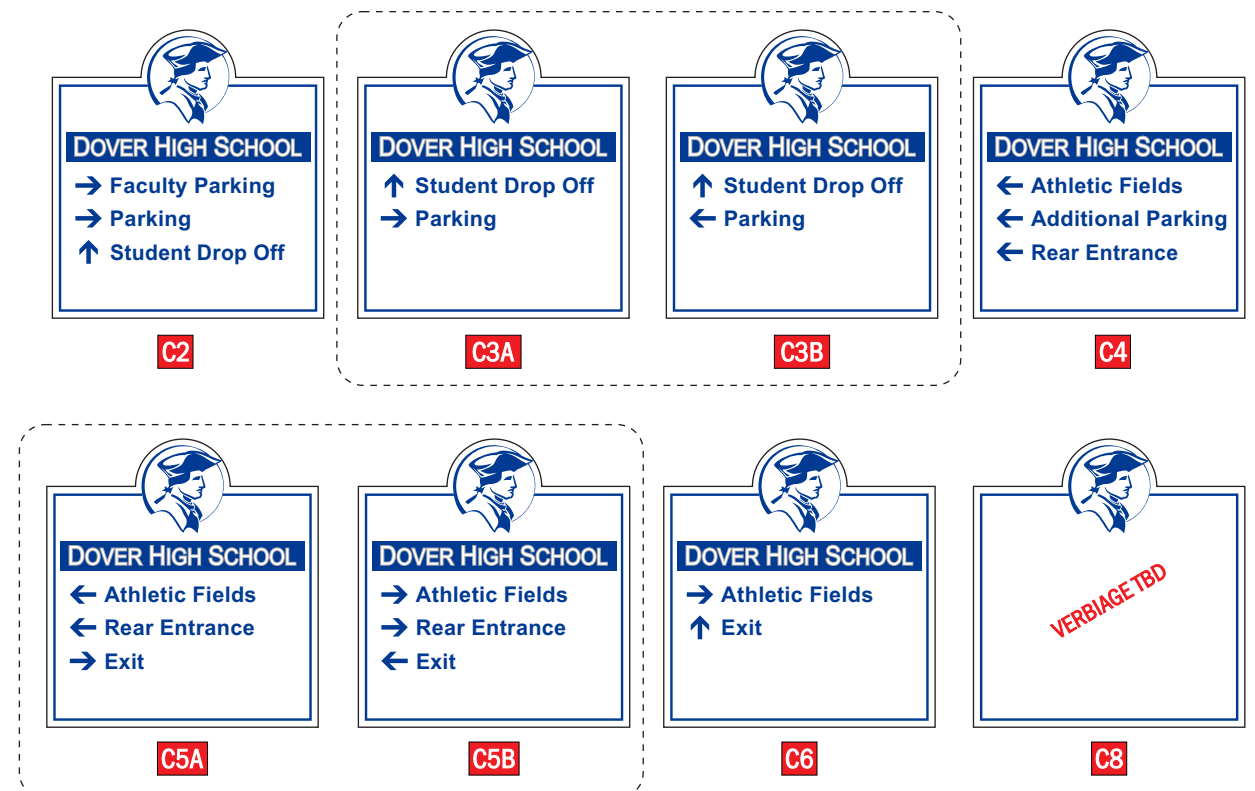 DOVER HIGH SCHOOL
→ Faculty Parking
→ Parking
↑ Student Drop Off
C2
DOVER HIGH SCHOOL
↑ Student Drop Off
→ Parking
C3A
DOVER HIGH SCHOOL
↑ Student Drop Off
← Parking
C3B
DOVER HIGH SCHOOL
← Athletic Fields
← Additional Parking
← Rear Entrance
C4
DOVER HIGH SCHOOL
← Athletic Fields
← Rear Entrance
→ Exit
C5A
DOVER HIGH SCHOOL
→ Athletic Fields
→ Rear Entrance
← Exit
C5B
DOVER HIGH SCHOOL
→ Athletic Fields
↑ Exit
C6
VERBIAGE TBD
C8